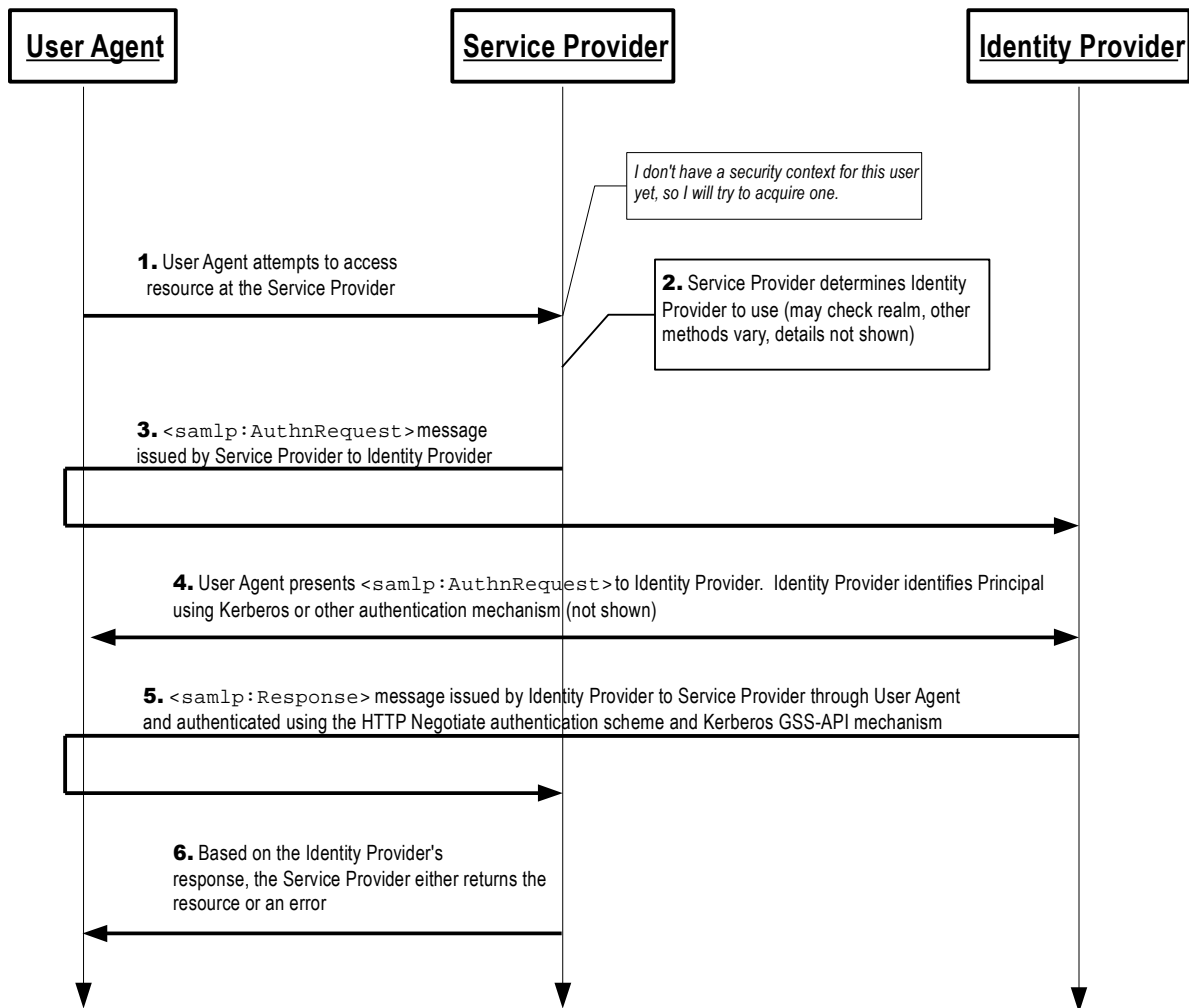 User Agent
Service Provider
Identity Provider
I don't have a security context for this user
yet, so I will try to acquire one.
1. User Agent attempts to access
resource at the Service Provider
2. Service Provider determines Identity
Provider to use (may check realm, other
methods vary, details not shown)
3. <samlp:AuthnRequest> message
issued by Service Provider to Identity Provider
4. User Agent presents <samlp:AuthnRequest> to Identity Provider. Identity Provider identifies Principal
using Kerberos or other authentication mechanism (not shown)
5. <samlp:Response> message issued by Identity Provider to Service Provider through User Agent
and authenticated using the HTTP Negotiate authentication scheme and Kerberos GSS-API mechanism
6. Based on the Identity Provider's
response, the Service Provider either returns the
resource or an error